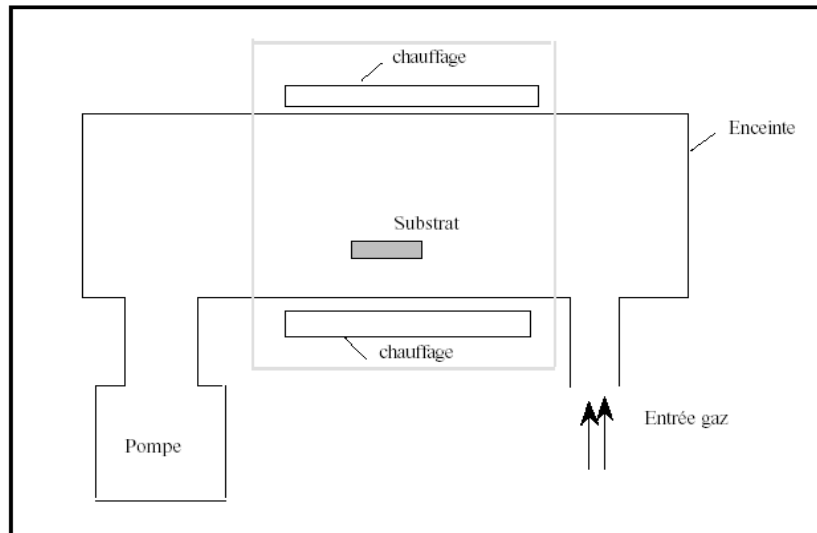 chauffage
Enceinte
Substrat
chauffage
Entrée gaz
Pompe